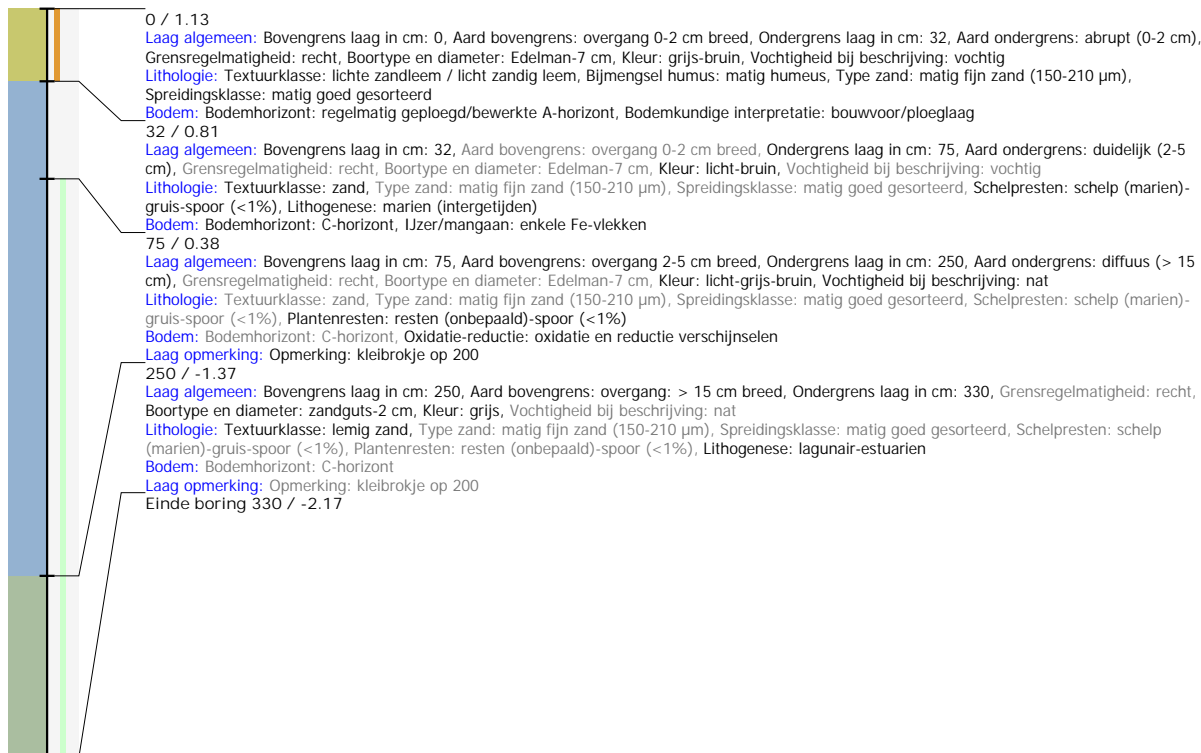 0 / 1.13
Laag algemeen: Bovengrens laag in cm: 0, Aard bovengrens: overgang 0-2 cm breed, Ondergrens laag in cm: 32, Aard ondergrens: abrupt (0-2 cm),
Grensregelmatigheid: recht, Boortype en diameter: Edelman-7 cm, Kleur: grijs-bruin, Vochtigheid bij beschrijving: vochtig
Lithologie: Textuurklasse: lichte zandleem / licht zandig leem, Bijmengsel humus: matig humeus, Type zand: matig fijn zand (150-210 µm),
Spreidingsklasse: matig goed gesorteerd
Bodem: Bodemhorizont: regelmatig geploegd/bewerkte A-horizont, Bodemkundige interpretatie: bouwvoor/ploeglaag
32 / 0.81
Laag algemeen: Bovengrens laag in cm: 32, Aard bovengrens: overgang 0-2 cm breed, Ondergrens laag in cm: 75, Aard ondergrens: duidelijk (2-5
cm), Grensregelmatigheid: recht, Boortype en diameter: Edelman-7 cm, Kleur: licht-bruin, Vochtigheid bij beschrijving: vochtig
Lithologie: Textuurklasse: zand, Type zand: matig fijn zand (150-210 µm), Spreidingsklasse: matig goed gesorteerd, Schelpresten: schelp (marien)-
gruis-spoor (<1%), Lithogenese: marien (intergetijden)
Bodem: Bodemhorizont: C-horizont, IJzer/mangaan: enkele Fe-vlekken
75 / 0.38
Laag algemeen: Bovengrens laag in cm: 75, Aard bovengrens: overgang 2-5 cm breed, Ondergrens laag in cm: 250, Aard ondergrens: diffuus (> 15
cm), Grensregelmatigheid: recht, Boortype en diameter: Edelman-7 cm, Kleur: licht-grijs-bruin, Vochtigheid bij beschrijving: nat
Lithologie: Textuurklasse: zand, Type zand: matig fijn zand (150-210 µm), Spreidingsklasse: matig goed gesorteerd, Schelpresten: schelp (marien)-
gruis-spoor (<1%), Plantenresten: resten (onbepaald)-spoor (<1%)
Bodem: Bodemhorizont: C-horizont, Oxidatie-reductie: oxidatie en reductie verschijnselen
Laag opmerking: Opmerking: kleibrokje op 200
250 / -1.37
Laag algemeen: Bovengrens laag in cm: 250, Aard bovengrens: overgang: > 15 cm breed, Ondergrens laag in cm: 330, Grensregelmatigheid: recht,
Boortype en diameter: zandguts-2 cm, Kleur: grijs, Vochtigheid bij beschrijving: nat
Lithologie: Textuurklasse: lemig zand, Type zand: matig fijn zand (150-210 µm), Spreidingsklasse: matig goed gesorteerd, Schelpresten: schelp
(marien)-gruis-spoor (<1%), Plantenresten: resten (onbepaald)-spoor (<1%), Lithogenese: lagunair-estuarien
Bodem: Bodemhorizont: C-horizont
Laag opmerking: Opmerking: kleibrokje op 200
Einde boring 330 / -2.17